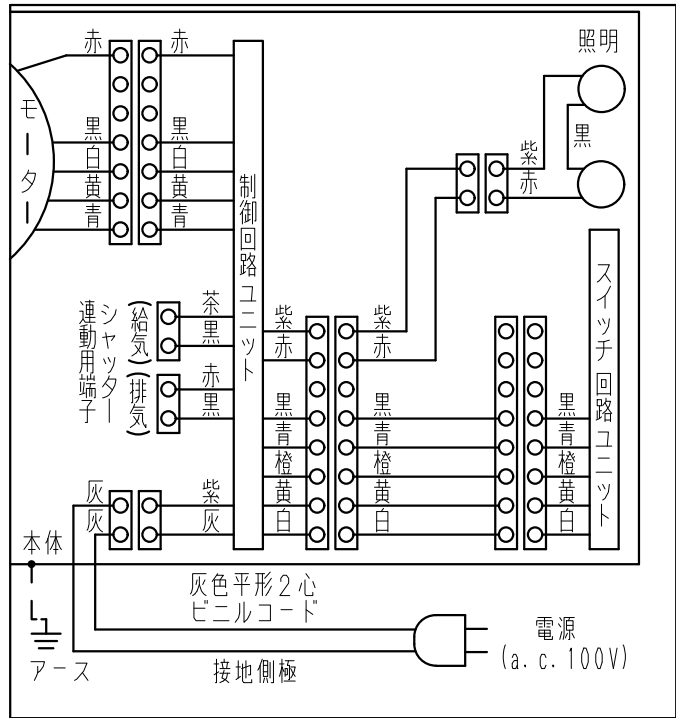 照明
赤
赤
モーター
黒
白
黄
青
黒
白
黄
青
制御回路ユニット
紫
赤
黒
スイッチ回路ユニット
シャッター
連動用端子
(給気)
茶
黒
(排気)
赤
黒
紫
赤
黒
青
橙
黄
白
紫
赤
黒
青
橙
黄
白
黒
青
橙
黄
白
灰
灰
紫
灰
本体
アース
灰色平形2心
ビニルコード
接地側極
電源
(a.c.100V)